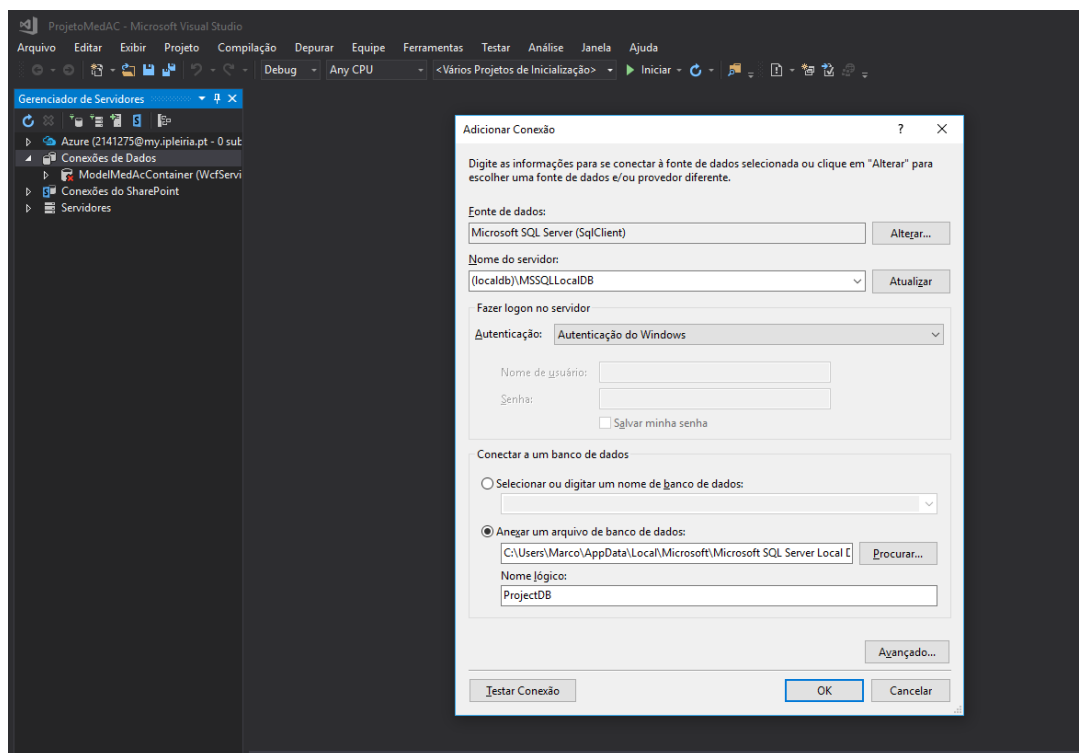 ProjetoMedAC - Microsoft Visual Studio
Arquivo Editar Exibir Projeto Compilação Depurar Equipe Ferramentas Testar Análise Janela Ajuda
Debug Any CPU <Vários Projetos de Inicialização> Iniciar
Gerenciador de Servidores
Azure (2141275@my.ipleiria.pt - 0 sub
Conexões de Dados
ModelMedAcContainer (WcfServi
Conexões do SharePoint
Servidores
Adicionar Conexão
Digite as informações para se conectar à fonte de dados selecionada ou clique em "Alterar" para
escolher uma fonte de dados e/ou provedor diferente.
Fonte de dados:
Microsoft SQL Server (SqlClient) Alterar...
Nome do servidor:
(localdb)\MSSQLLocalDB Atualizar
Fazer logon no servidor
Autenticação: Autenticação do Windows
Nome de usuário:
Senha:
Salvar minha senha
Conectar a um banco de dados
Selecionar ou digitar um nome de banco de dados:
Anexar um arquivo de banco de dados:
C:\Users\Marco\AppData\Local\Microsoft\Microsoft SQL Server Local D Procurar...
Nome lógico:
ProjectDB
Avançado...
Testar Conexão OK Cancelar